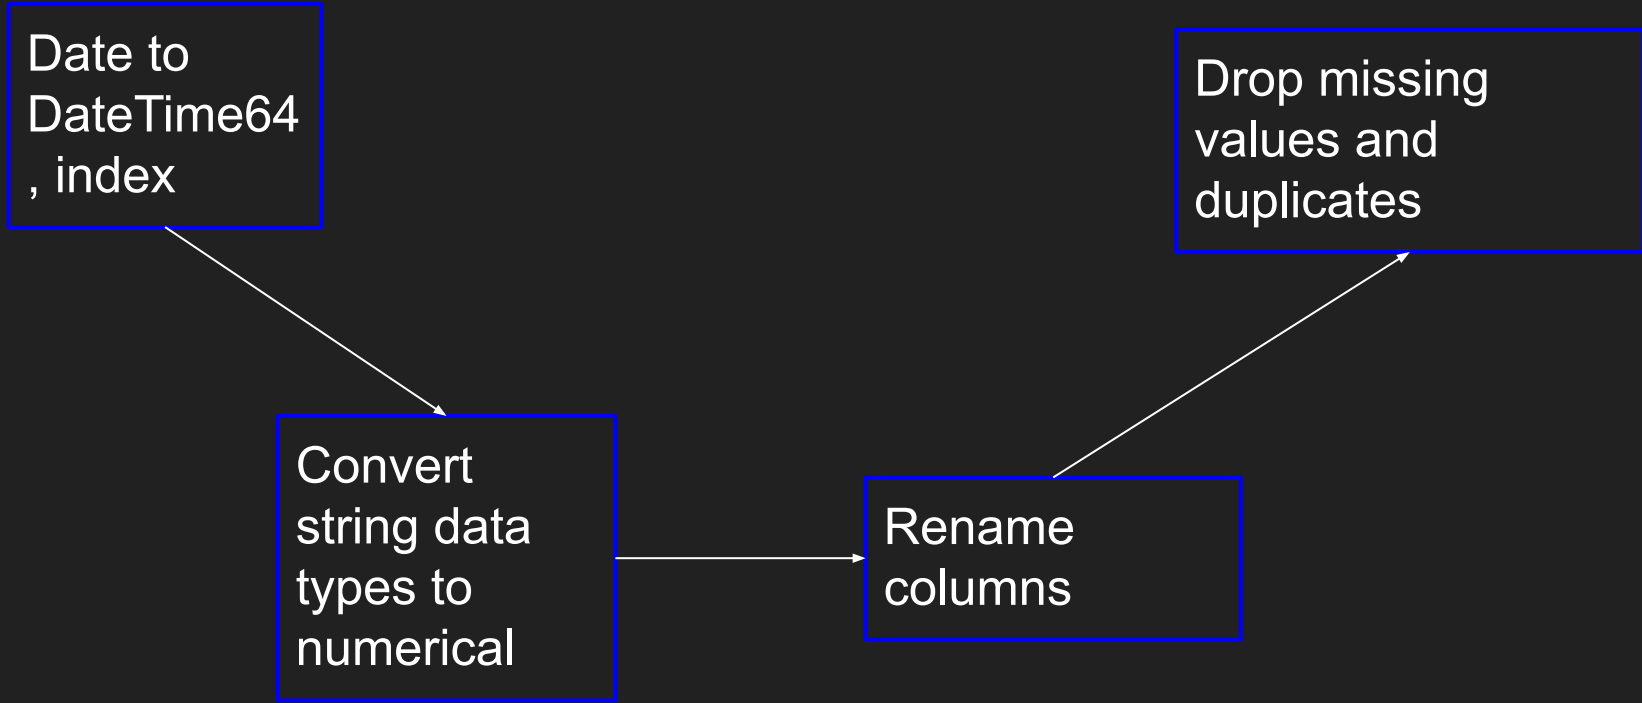 Date to
DateTime64
, index
Convert
string data
types to
numerical
Rename
columns
Drop missing
values and
duplicates